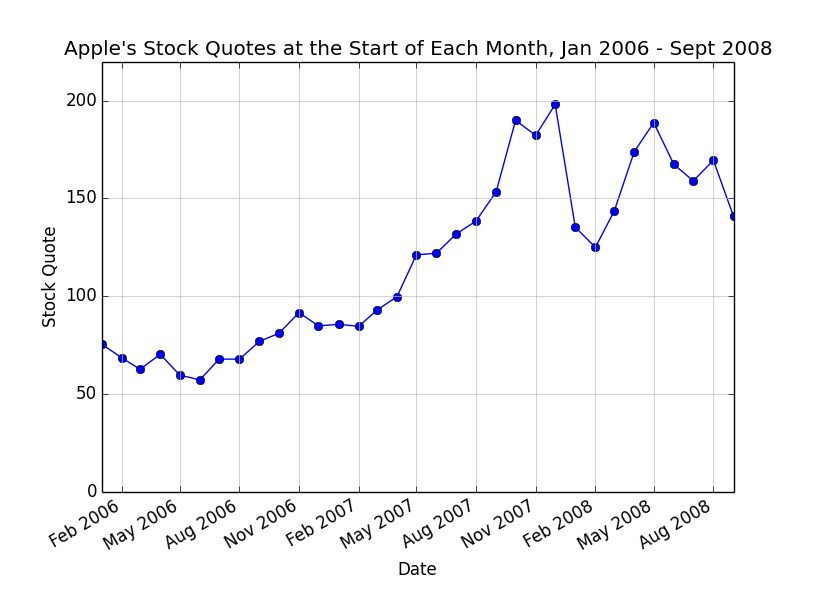 Apple's Stock Quotes at the Start of Each Month, Jan 2006 - Sept 2008
200
150
100
50
0
Stock Quote
Feb 2006
May 2006
Aug 2006
Nov 2006
Feb 2007
May 2007
Aug 2007
Nov 2007
Feb 2008
May 2008
Aug 2008
Date